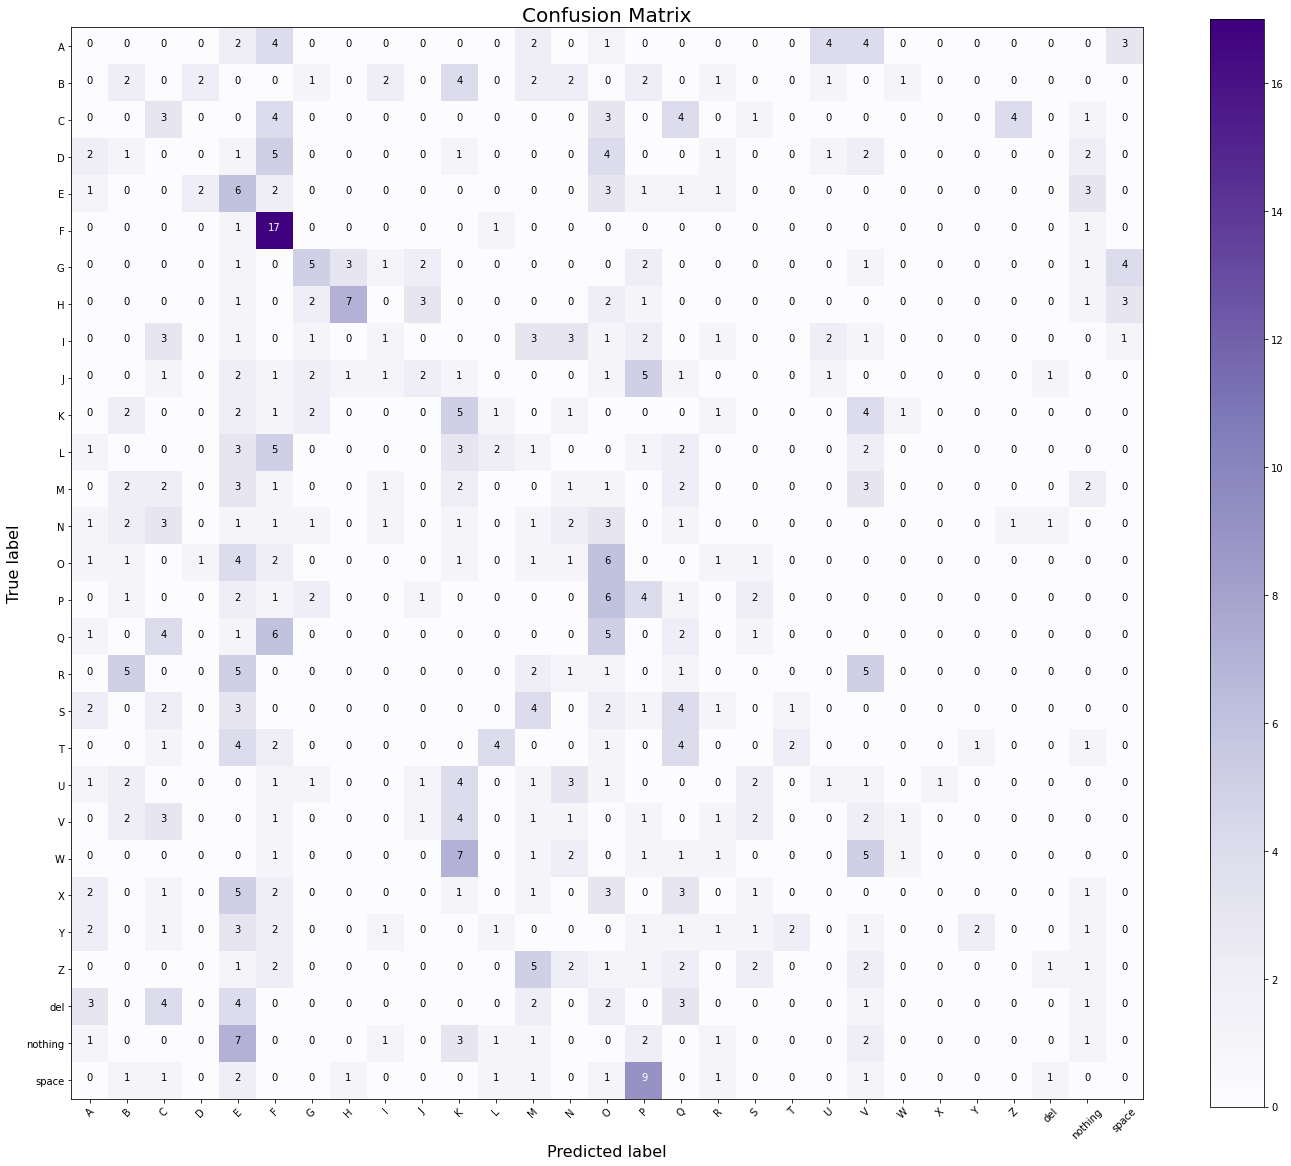 Confusion Matrix
A 0 0 0 0 2 4 0 0 0 0 0 0 2 0 1 0 0 0 0 0 4 4 0 0 0 0 0 0 3
B 0 2 0 2 0 0 1 0 2 0 4 0 2 2 0 2 0 1 0 0 1 0 1 0 0 0 0 0 0
C 0 0 3 0 0 4 0 0 0 0 0 0 0 0 3 0 4 0 1 0 0 0 0 0 0 4 0 1 0
D 2 1 0 0 1 5 0 0 0 0 1 0 0 0 4 0 0 1 0 0 1 2 0 0 0 0 0 2 0
E 1 0 0 2 6 2 0 0 0 0 0 0 0 0 3 1 1 1 0 0 0 0 0 0 0 0 0 3 0
F 0 0 0 0 1 17 0 0 0 0 0 1 0 0 0 0 0 0 0 0 0 0 0 0 0 0 0 1 0
G 0 0 0 0 1 0 5 3 1 2 0 0 0 0 0 2 0 0 0 0 0 1 0 0 0 0 0 1 4
H 0 0 0 0 1 0 2 7 0 3 0 0 0 0 2 1 0 0 0 0 0 0 0 0 0 0 0 1 3
I 0 0 3 0 1 0 1 0 1 0 0 0 3 3 1 2 0 1 0 0 2 1 0 0 0 0 0 0 1
J 0 0 1 0 2 1 2 1 1 2 1 0 0 0 1 5 1 0 0 0 1 0 0 0 0 0 1 0 0
K 0 2 0 0 2 1 2 0 0 0 5 1 0 1 0 0 0 1 0 0 0 4 1 0 0 0 0 0 0
L 1 0 0 0 3 5 0 0 0 0 3 2 1 0 0 1 2 0 0 0 0 2 0 0 0 0 0 0 0
M 0 2 2 0 3 1 0 0 1 0 2 0 0 1 1 0 2 0 0 0 0 3 0 0 0 0 0 2 0
N 1 2 3 0 1 1 1 0 1 0 1 0 1 2 3 0 1 0 0 0 0 0 0 0 0 1 1 0 0
O 1 1 0 1 4 2 0 0 0 0 1 0 1 1 6 0 0 1 1 0 0 0 0 0 0 0 0 0 0
P 0 1 0 0 2 1 2 0 0 1 0 0 0 0 6 4 1 0 2 0 0 0 0 0 0 0 0 0 0
Q 1 0 4 0 1 6 0 0 0 0 0 0 0 0 5 0 2 0 1 0 0 0 0 0 0 0 0 0 0
R 0 5 0 0 5 0 0 0 0 0 0 0 2 1 1 0 1 0 0 0 0 5 0 0 0 0 0 0 0
S 2 0 2 0 3 0 0 0 0 0 0 0 4 0 2 1 4 1 0 1 0 0 0 0 0 0 0 0 0
T 0 0 1 0 4 2 0 0 0 0 0 4 0 0 1 0 4 0 0 2 0 0 0 0 1 0 0 1 0
U 1 2 0 0 0 1 1 0 0 1 4 0 1 3 1 0 0 0 2 0 1 1 0 1 0 0 0 0 0
V 0 2 3 0 0 1 0 0 0 1 4 0 1 1 0 1 0 1 2 0 0 2 1 0 0 0 0 0 0
W 0 0 0 0 0 1 0 0 0 0 7 0 1 2 0 1 1 1 0 0 0 5 1 0 0 0 0 0 0
X 2 0 1 0 5 2 0 0 0 0 1 0 1 0 3 0 3 0 1 0 0 0 0 0 0 0 0 1 0
Y 2 0 1 0 3 2 0 0 1 0 0 1 0 0 0 1 1 1 1 2 0 1 0 0 2 0 0 1 0
Z 0 0 0 0 1 2 0 0 0 0 0 0 5 2 1 1 2 0 2 0 0 2 0 0 0 0 1 1 0
del 3 0 4 0 4 0 0 0 0 0 0 0 2 0 2 0 3 0 0 0 0 1 0 0 0 0 0 1 0
nothing 1 0 0 0 7 0 0 0 1 0 3 1 1 0 0 2 0 1 0 0 0 2 0 0 0 0 0 1 0
space 0 1 1 0 2 0 0 1 0 0 0 1 1 0 1 9 0 1 0 0 0 1 0 0 0 0 1 0 0
A B C D E F G H I J K L M N O P Q R S T U V W X Y Z del nothing space
Predicted label
True label
16
14
12
10
8
6
4
2
0